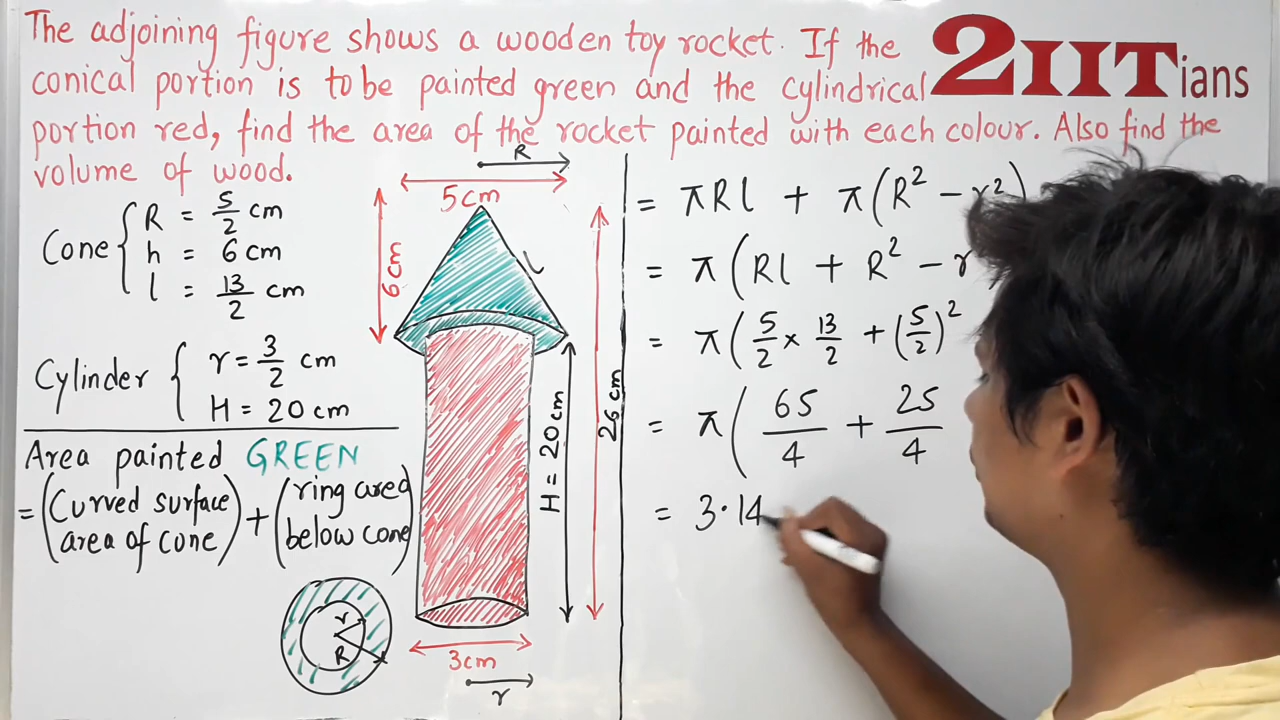 The adjoining figure shows a wooden toy rocket. If the
conical portion is to be painted green and the cylindrical
portion red, find the area of the rocket painted with each colour. Also find the
volume of wood.
2IITians
Cone { R = 5/2 cm
h = 6 cm
l = 13/2 cm
Cylinder { r = 3/2 cm
H = 20 cm
Area painted GREEN
= (Curved surface area of cone) + (ring area below cone)
r
R
R
5cm
6cm
l
26 cm
H = 20 cm
3cm
r
= πRl + π(R² - r²)
= π(Rl + R² - r
= π(5/2 × 13/2 + (5/2)²
= π(65/4 + 25/4
= 3.14